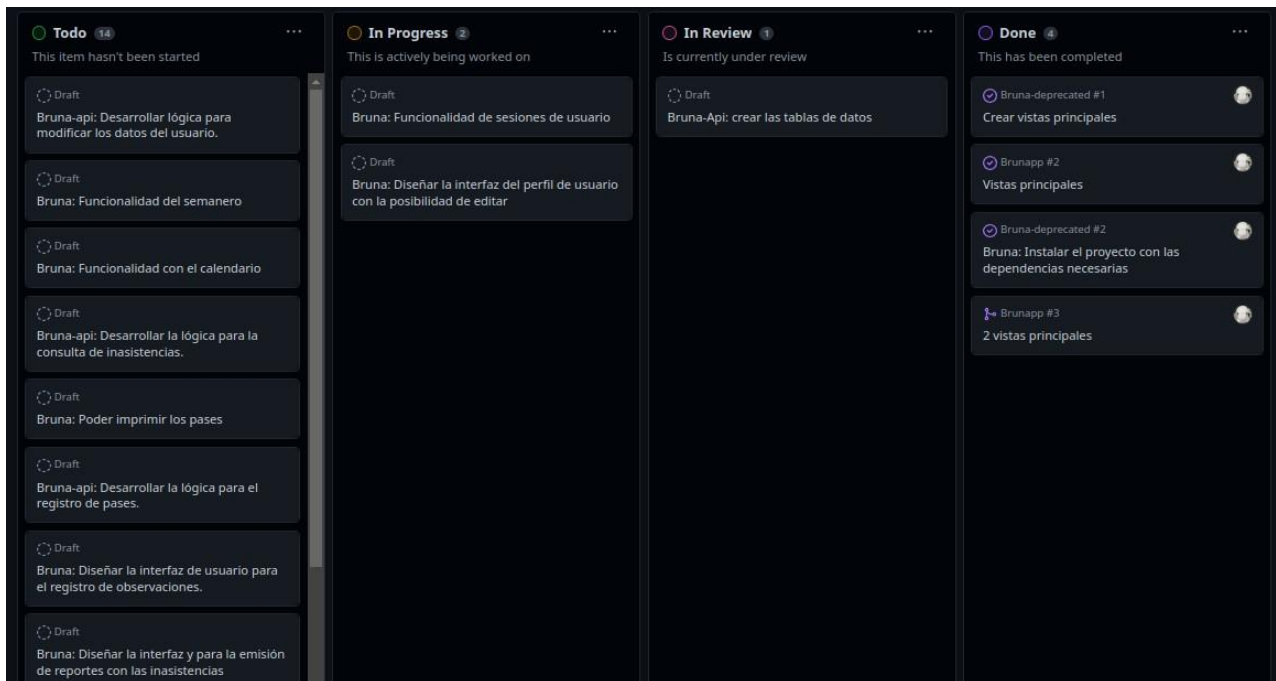 Todo 14
This item hasn't been started
Draft
Bruna-api: Desarrollar lógica para
modificar los datos del usuario.
Draft
Bruna: Funcionalidad del semanero
Draft
Bruna: Funcionalidad con el calendario
Draft
Bruna-api: Desarrollar la lógica para la
consulta de inasistencias.
Draft
Bruna: Poder imprimir los pases
Draft
Bruna-api: Desarrollar la lógica para el
registro de pases.
Draft
Bruna: Diseñar la interfaz de usuario para
el registro de observaciones.
Draft
Bruna: Diseñar la interfaz y para la emisión
de reportes con las inasistencias
In Progress 2
This is actively being worked on
Draft
Bruna: Funcionalidad de sesiones de usuario
Draft
Bruna: Diseñar la interfaz del perfil de usuario
con la posibilidad de editar
In Review 1
Is currently under review
Draft
Bruna-Api: crear las tablas de datos
Done 4
This has been completed
Bruna-deprecated #1
Crear vistas principales
Brunapp #2
Vistas principales
Bruna-deprecated #2
Bruna: Instalar el proyecto con las
dependencias necesarias
Brunapp #3
2 vistas principales